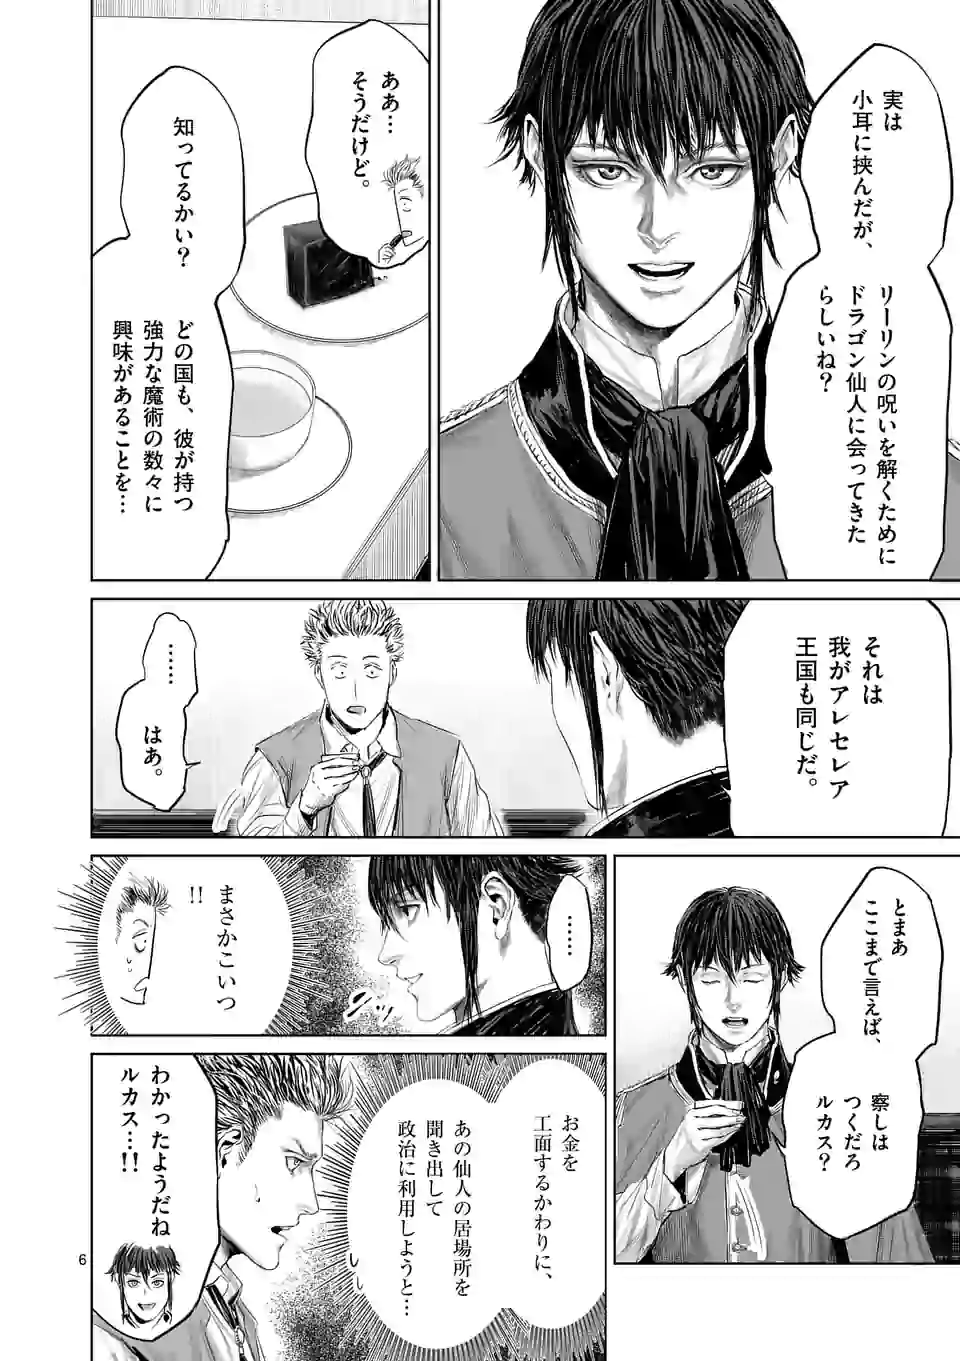 実は
小耳に挟んだが、
リーリンの呪いを解くために
ドラゴン仙人に会ってきた
らしいね？
ああ…
そうだけど。
知ってるかい？
どの国も、彼が持つ
強力な魔術の数々に
興味があることを…
それは
我がアレセレア
王国も同じだ。
……
はあ。
とまあ
ここまで言えば、
察しは
つくだろ
ルカス？
……
まさかこいつ
!!
お金を
工面するかわりに、
あの仙人の居場所を
聞き出して
政治に利用しようと…
わかったようだね
ルカス…!!
6